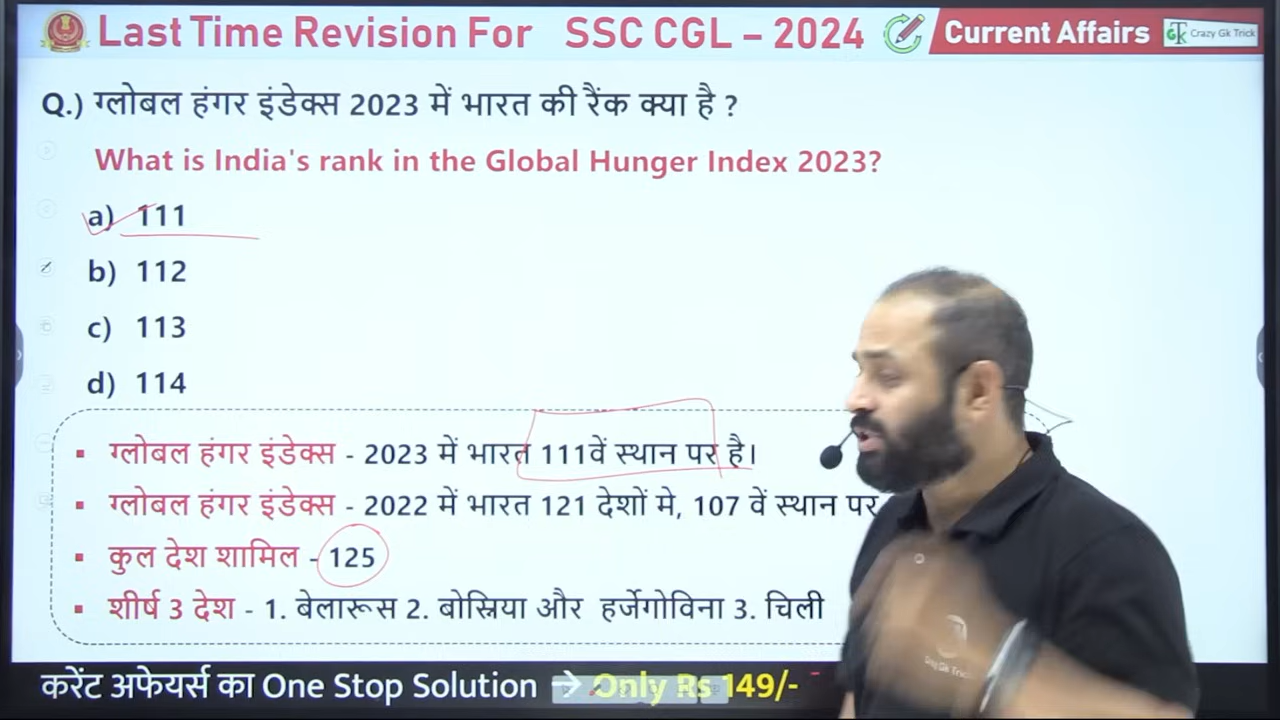 Last Time Revision For SSC CGL – 2024 Current Affairs Crazy Gk Trick
Q.) ग्लोबल हंगर इंडेक्स 2023 में भारत की रैंक क्या है ?
What is India's rank in the Global Hunger Index 2023?
a) 111
b) 112
c) 113
d) 114
▪ ग्लोबल हंगर इंडेक्स - 2023 में भारत 111वें स्थान पर है।
▪ ग्लोबल हंगर इंडेक्स - 2022 में भारत 121 देशों मे, 107 वें स्थान पर
▪ कुल देश शामिल - 125
▪ शीर्ष 3 देश - 1. बेलारूस 2. बोस्निया और हर्जेगोविना 3. चिली
करेंट अफेयर्स का One Stop Solution → Only Rs 149/-